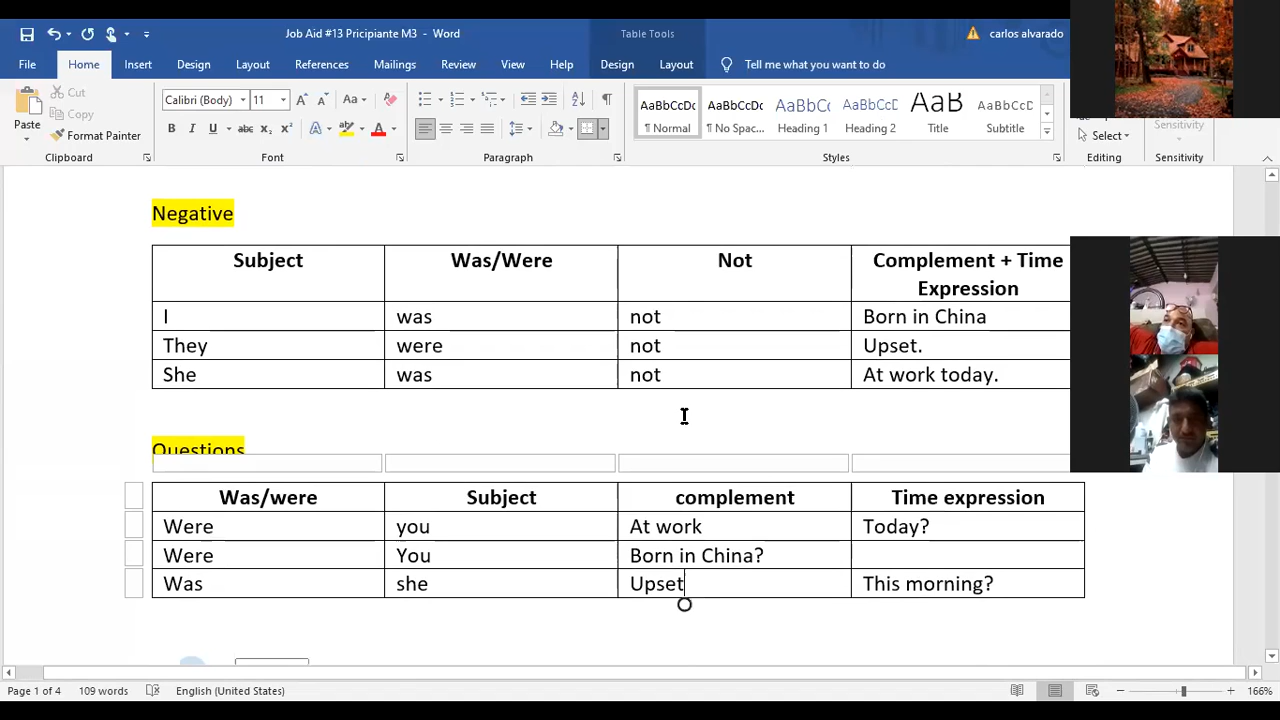 Job Aid #13 Pricipiante M3 - Word
Table Tools
carlos alvarado
File Home Insert Design Layout References Mailings Review View Help Design Layout Tell me what you want to do
Paste Cut Copy Format Painter
Calibri (Body) 11
AaBbCcDc AaBbCcDc AaBbCc AaBbCcC AaB AaBbCcD
¶ Normal ¶ No Spac... Heading 1 Heading 2 Title Subtitle
Select
Sensitivity
Clipboard Font Paragraph Styles Editing Sensitivity
Negative
Subject Was/Were Not Complement + Time Expression
I was not Born in China
They were not Upset.
She was not At work today.
Questions
Was/were Subject complement Time expression
Were you At work Today?
Were You Born in China?
Was she Upset This morning?
Page 1 of 4 109 words English (United States) 166%